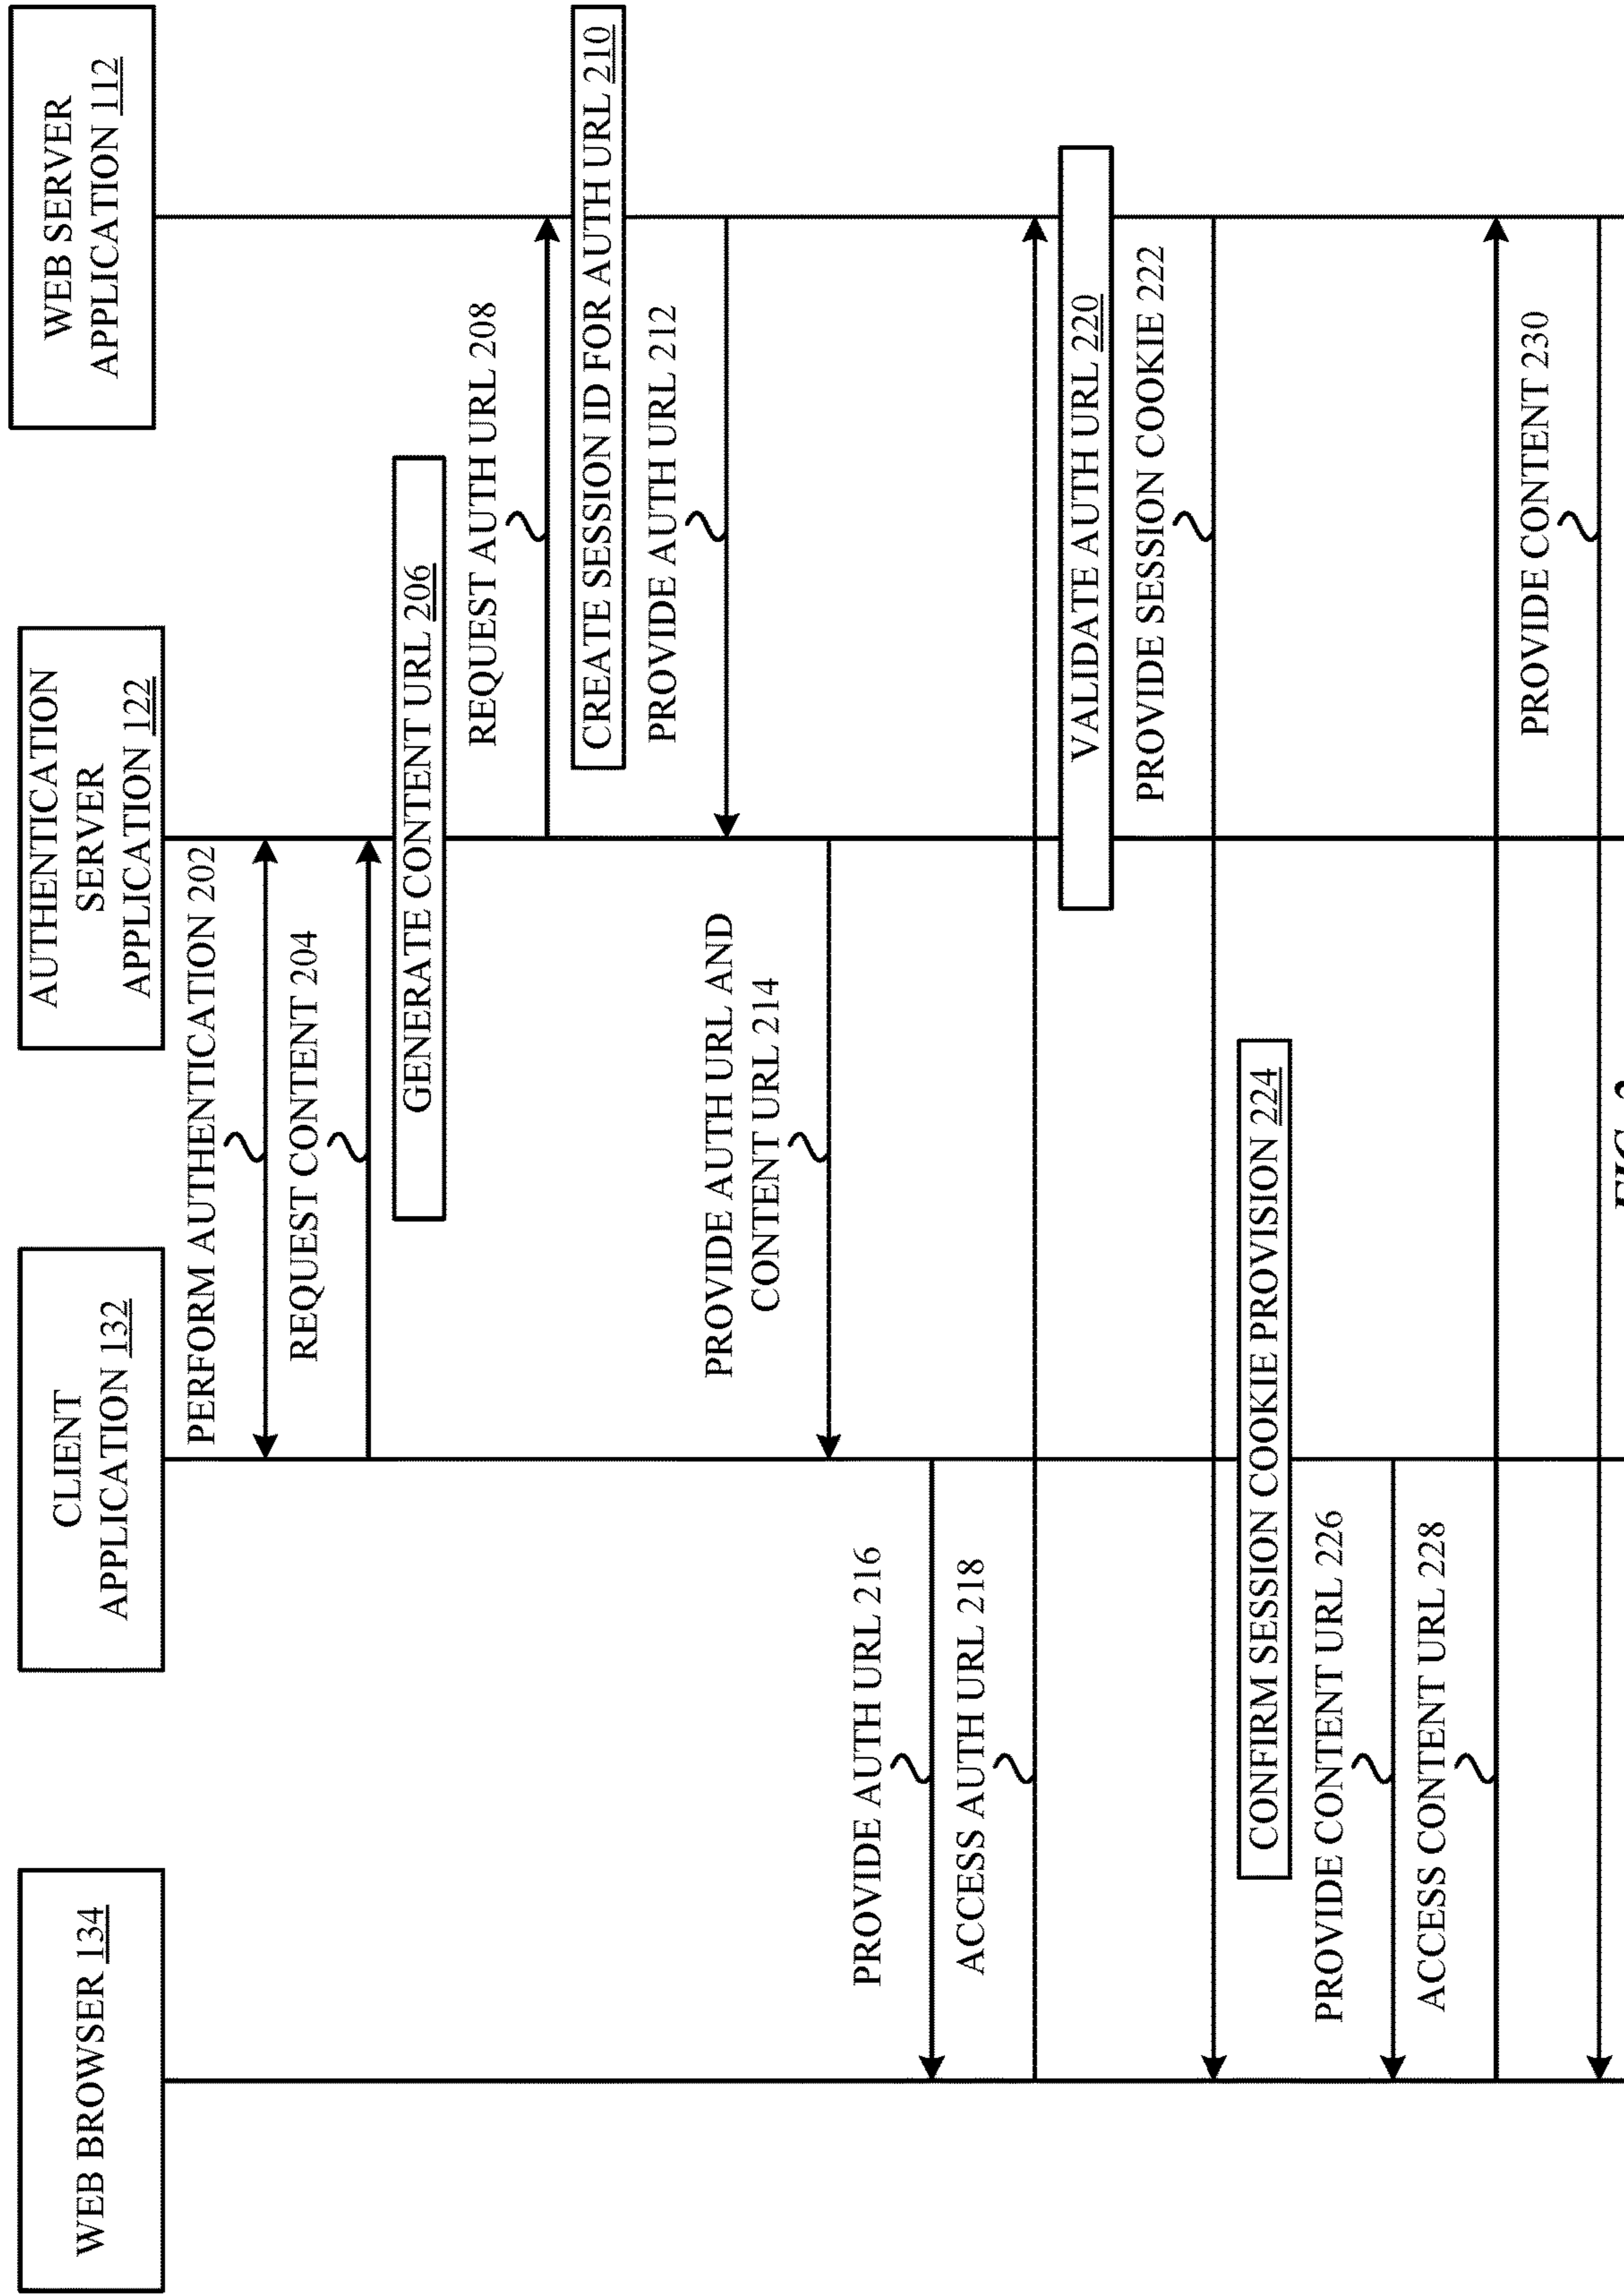 WEB BROWSER 134
CLIENT
APPLICATION 132
AUTHENTICATION
SERVER
APPLICATION 122
WEB SERVER
APPLICATION 112
PERFORM AUTHENTICATION 202
REQUEST CONTENT 204
GENERATE CONTENT URL 206
REQUEST AUTH URL 208
CREATE SESSION ID FOR AUTH URL 210
PROVIDE AUTH URL 212
PROVIDE AUTH URL AND
CONTENT URL 214
PROVIDE AUTH URL 216
ACCESS AUTH URL 218
VALIDATE AUTH URL 220
PROVIDE SESSION COOKIE 222
CONFIRM SESSION COOKIE PROVISION 224
PROVIDE CONTENT URL 226
ACCESS CONTENT URL 228
PROVIDE CONTENT 230